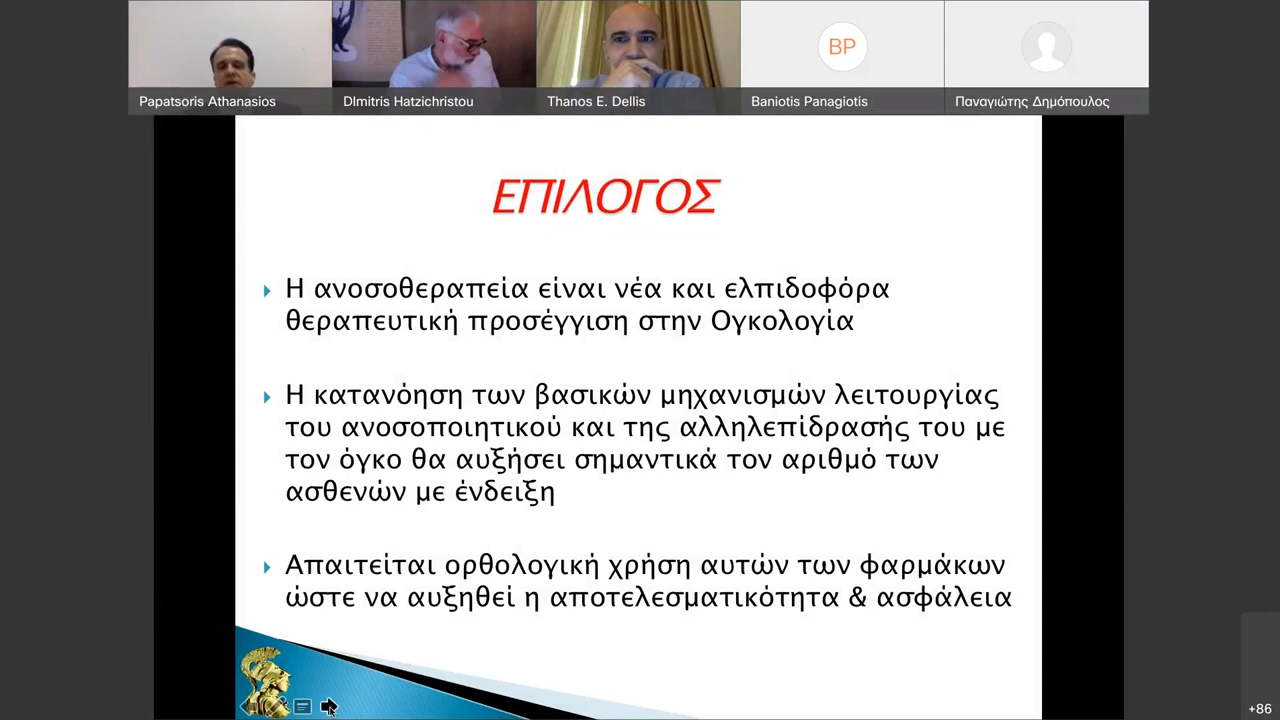 Papatsoris Athanasios
DImitris Hatzichristou
Thanos E. Dellis
BP
Baniotis Panagiotis
Παναγιώτης Δημόπουλος
ΕΠΙΛΟΓΟΣ
Η ανοσοθεραπεία είναι νέα και ελπιδοφόρα
θεραπευτική προσέγγιση στην Ογκολογία
Η κατανόηση των βασικών μηχανισμών λειτουργίας
του ανοσοποιητικού και της αλληλεπίδρασής του με
τον όγκο θα αυξήσει σημαντικά τον αριθμό των
ασθενών με ένδειξη
Απαιτείται ορθολογική χρήση αυτών των φαρμάκων
ώστε να αυξηθεί η αποτελεσματικότητα & ασφάλεια
+86